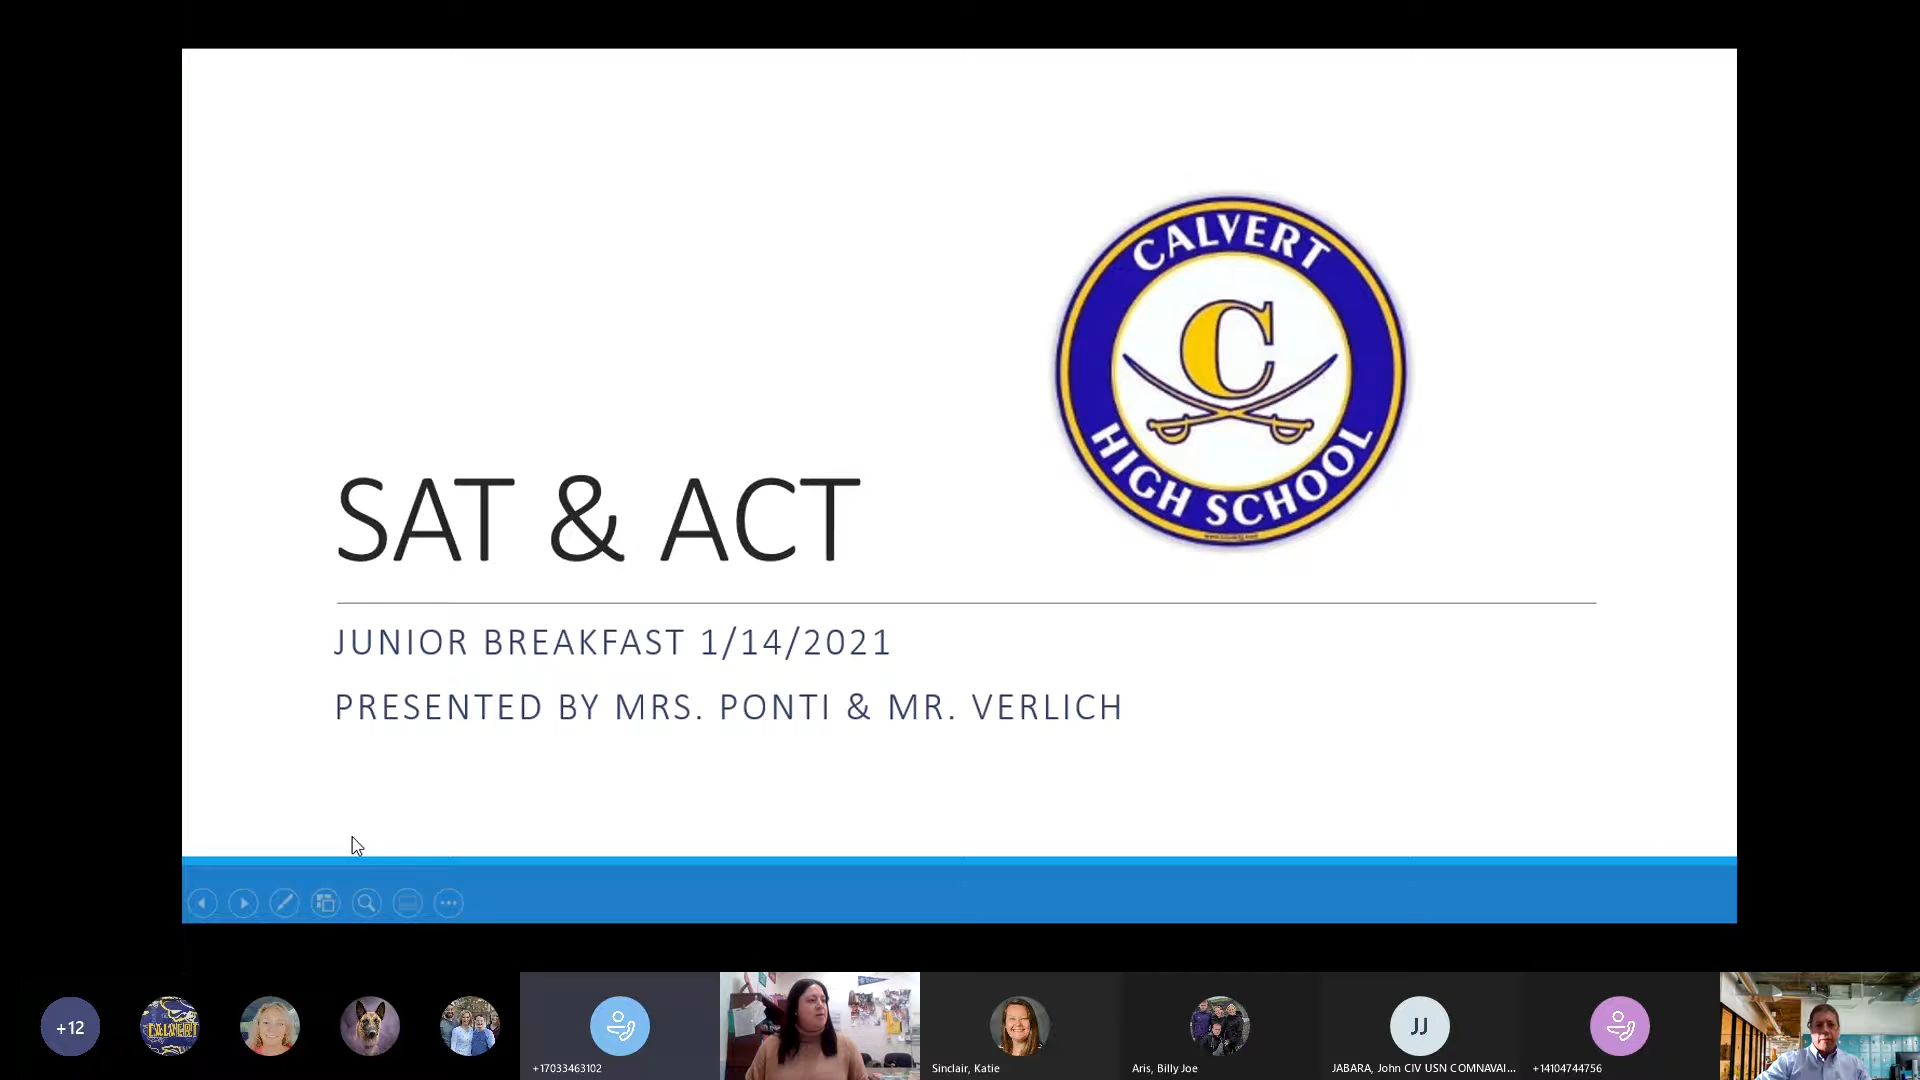 CALVERT
C
HIGH SCHOOL
SAT & ACT
JUNIOR BREAKFAST 1/14/2021
PRESENTED BY MRS. PONTI & MR. VERLICH
+12
CALVERT
+17033463102
Sinclair, Katie
Aris, Billy Joe
JJ
JABARA, John CIV USN COMNAVAI...
+14104744756